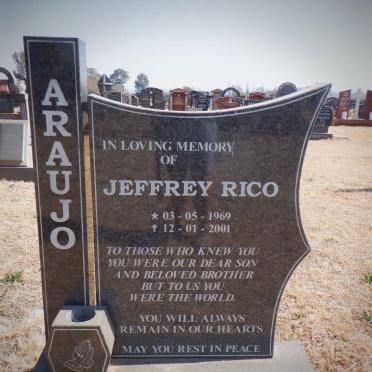 ARAUJO
IN LOVING MEMORY
OF
JEFFREY RICO
★ 03 - 05 - 1969
✝ 12 - 01 - 2001
TO THOSE WHO KNEW YOU
YOU WERE OUR DEAR SON
AND BELOVED BROTHER
BUT TO US YOU
WERE THE WORLD.
YOU WILL ALWAYS
REMAIN IN OUR HEARTS
MAY YOU REST IN PEACE